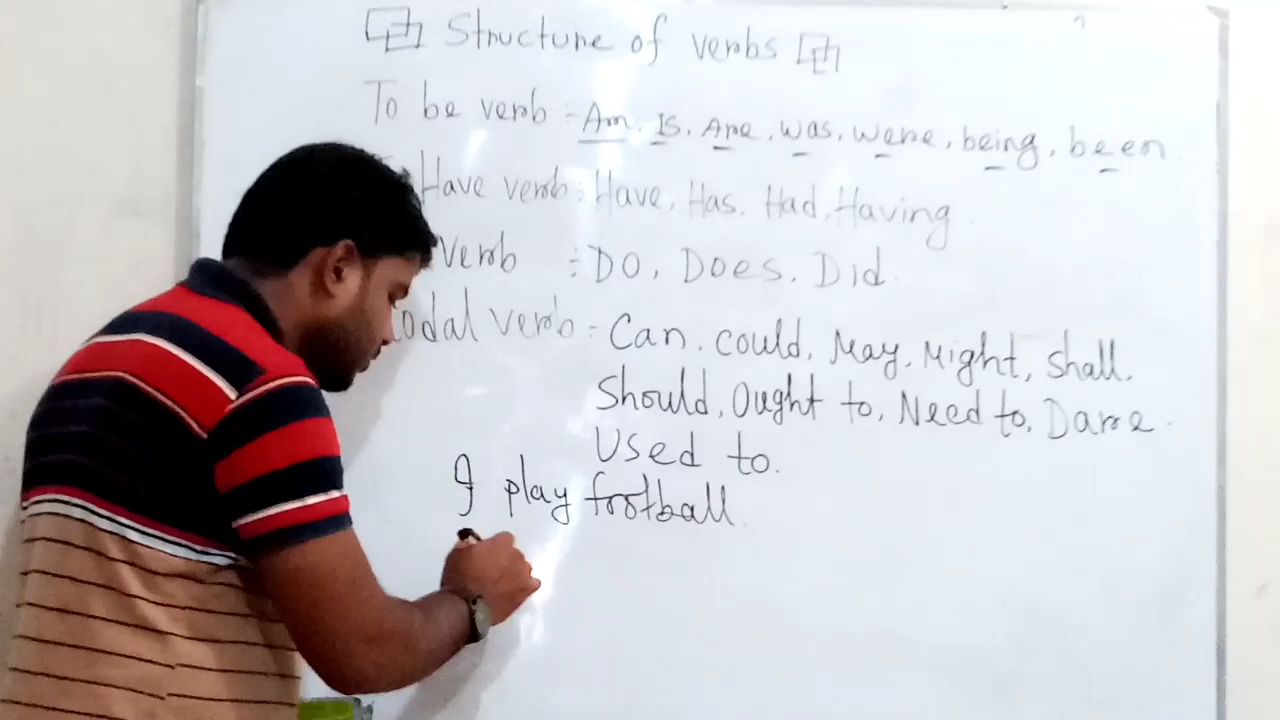 Structure of verbs
To be verb : Am. Is. Are. was. were, being, been
Have verb : Have, Has. Had, Having.
verb : DO, Does. Did.
odal verb : Can. could, May, Might, shall.
Should, Ought to, Need to, Darre.
Used to.
I play football.